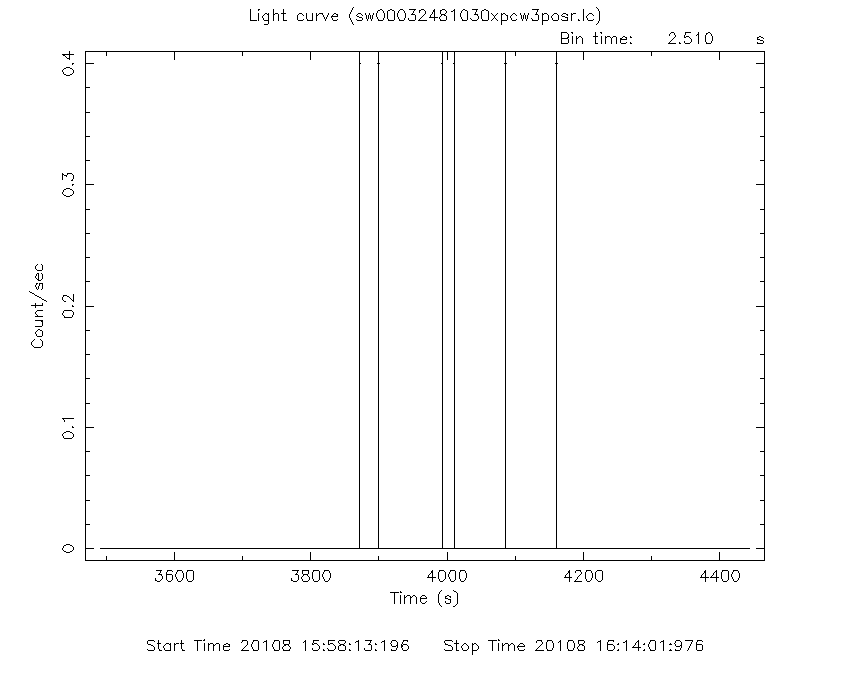 Light curve (sw00032481030xpcw3posr.lc)
Bin time: 2.510 s
0.4
0.3
0.2
0.1
0
Count/sec
3600 3800 4000 4200 4400
Time (s)
Start Time 20108 15:58:13:196 Stop Time 20108 16:14:01:976